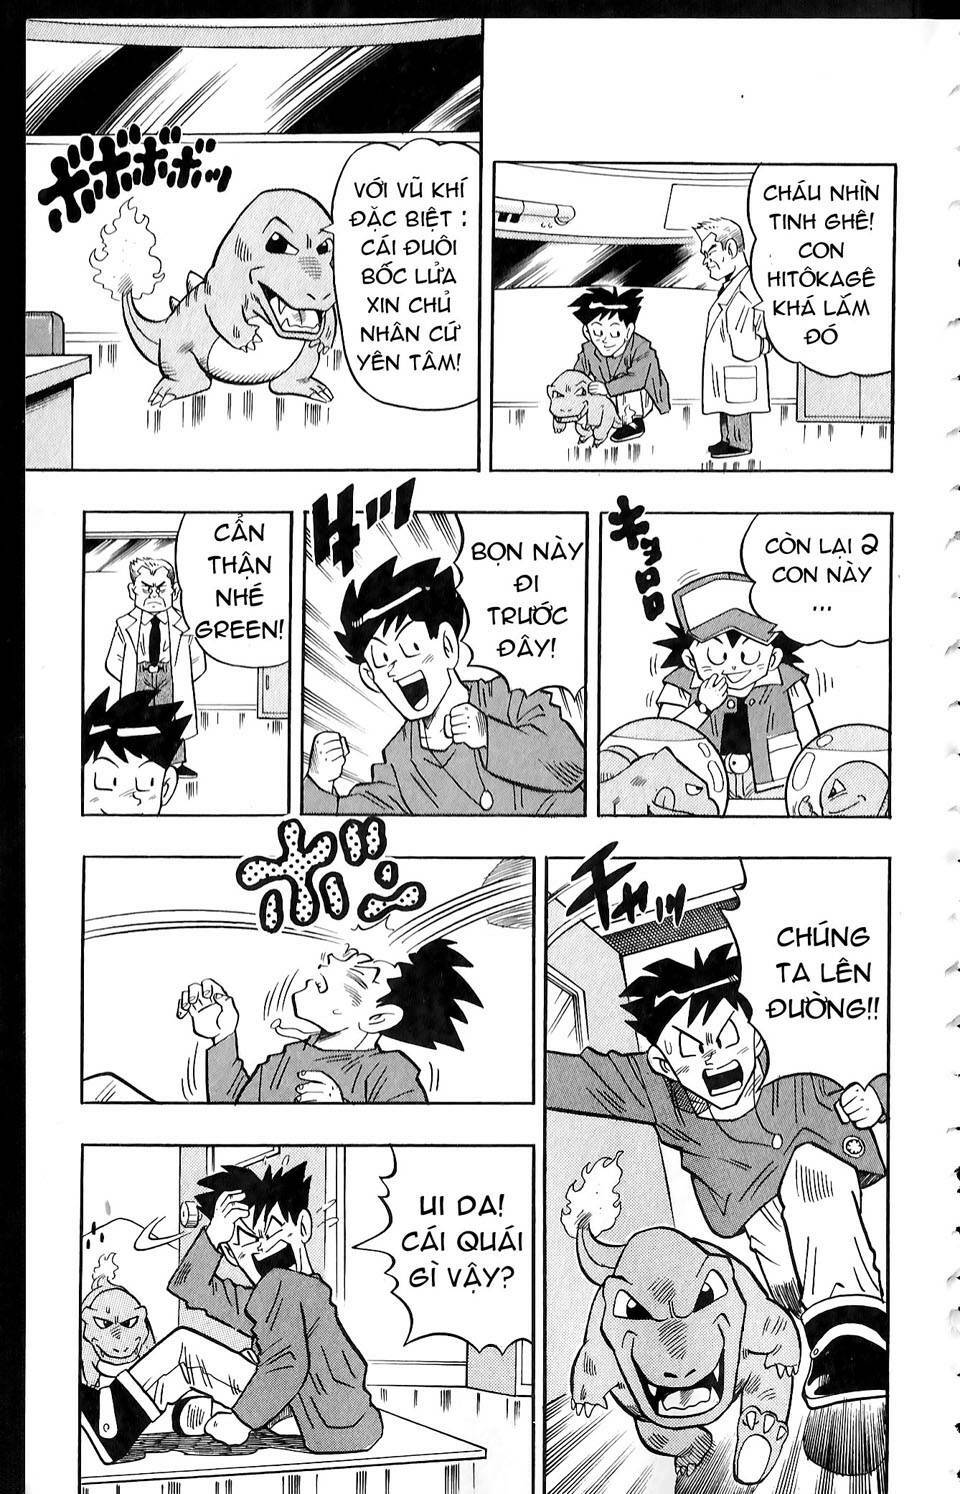 CHÁU NHÌN
TINH GHÊ!
CON
HITÔKAGÊ
KHÁ LẮM
ĐÓ
VỚI VŨ KHÍ
ĐẶC BIỆT :
CÁI ĐUÔI
BỐC LỬA
XIN CHỦ
NHÂN CỨ
YÊN TÂM!
ボボボボッ
CÒN LẠI 2
CON NÀY
...
キョロロロ
BỌN NÀY
ĐI
TRƯỚC
ĐÂY!
ドッ
CẨN
THẬN
NHÉ
GREEN!
CHÚNG
TA LÊN
ĐƯỜNG!!
チャッ
UI DA!
CÁI QUÁI
GÌ VẬY?